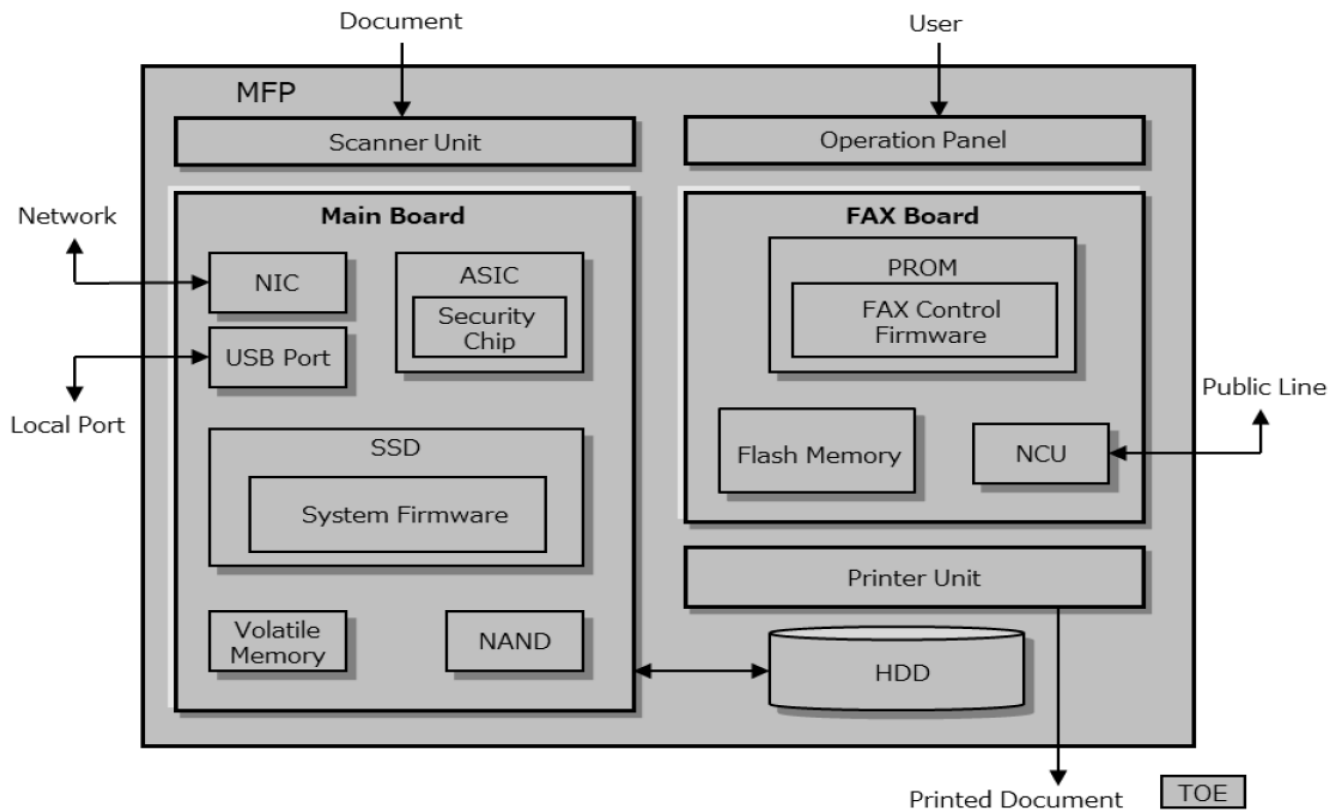 Document
User
MFP
Scanner Unit
Operation Panel
Main Board
FAX Board
Network
NIC
ASIC
Security
Chip
PROM
FAX Control
Firmware
USB Port
Local Port
Public Line
SSD
System Firmware
Flash Memory
NCU
Printer Unit
Volatile
Memory
NAND
HDD
Printed Document
TOE